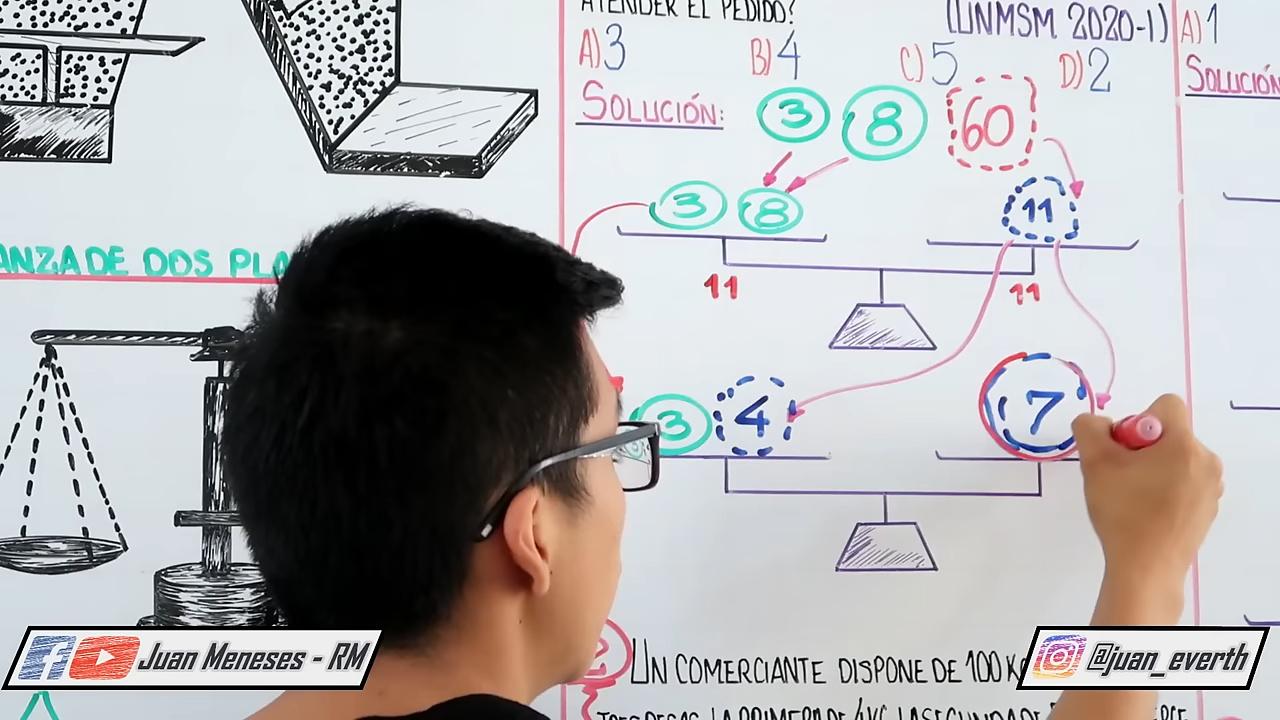 ATENDER EL PEDIDO?
(UNMSM 2020-I)
A) 3 B) 4 C) 5 D) 2
A) 1
SOLUCIÓN:
SOLUCIÓN
3 8 60
3 8 11
11 11
ANZA DE DOS PLA
3 4 7
UN COMERCIANTE DISPONE DE 100 K
JUAN MENESES - RM
@juan_everth